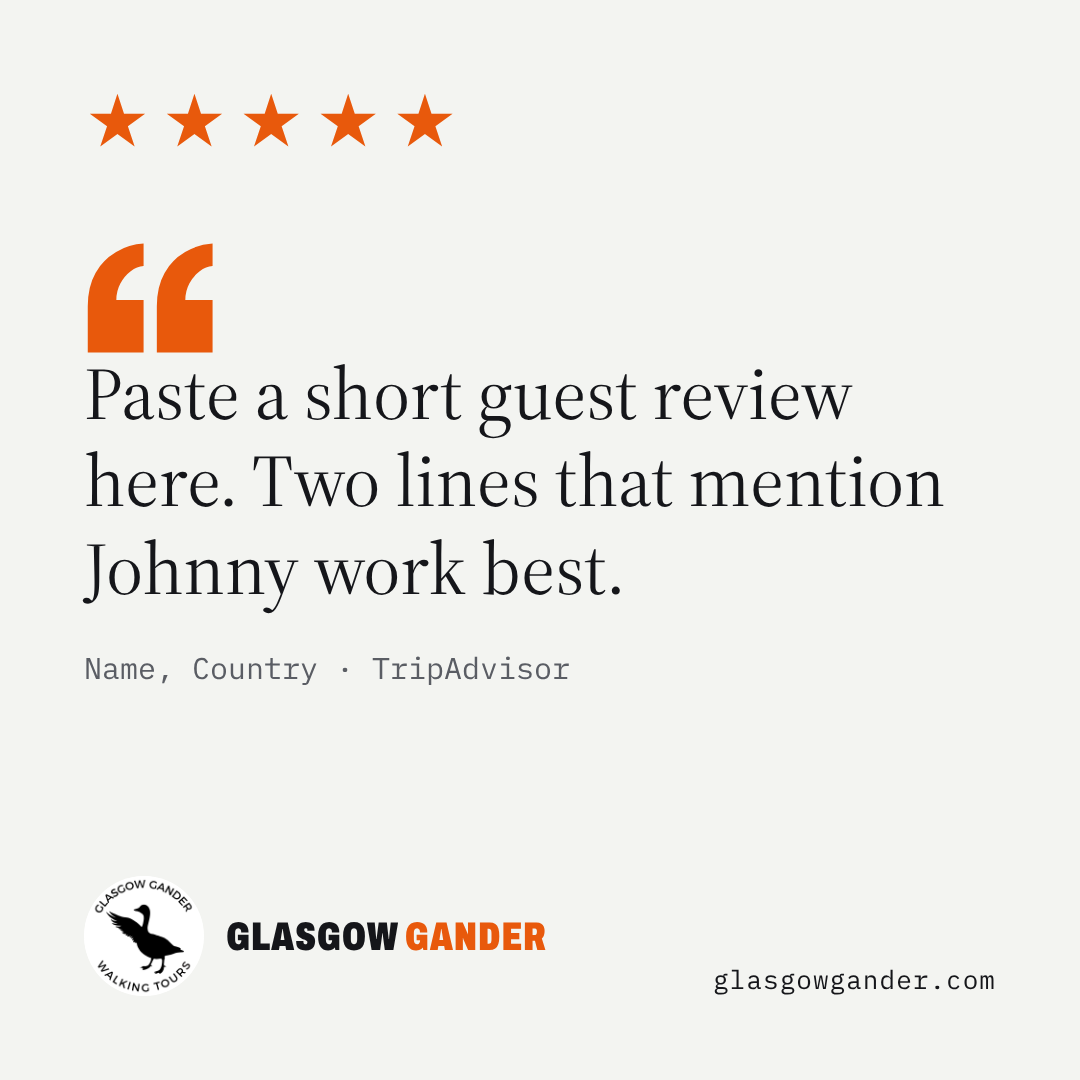 ★★★★★
“
Paste a short guest review
here. Two lines that mention
Johnny work best.
Name, Country · TripAdvisor
GLASGOW GANDER
WALKING TOURS
GLASGOW GANDER
glasgowgander.com